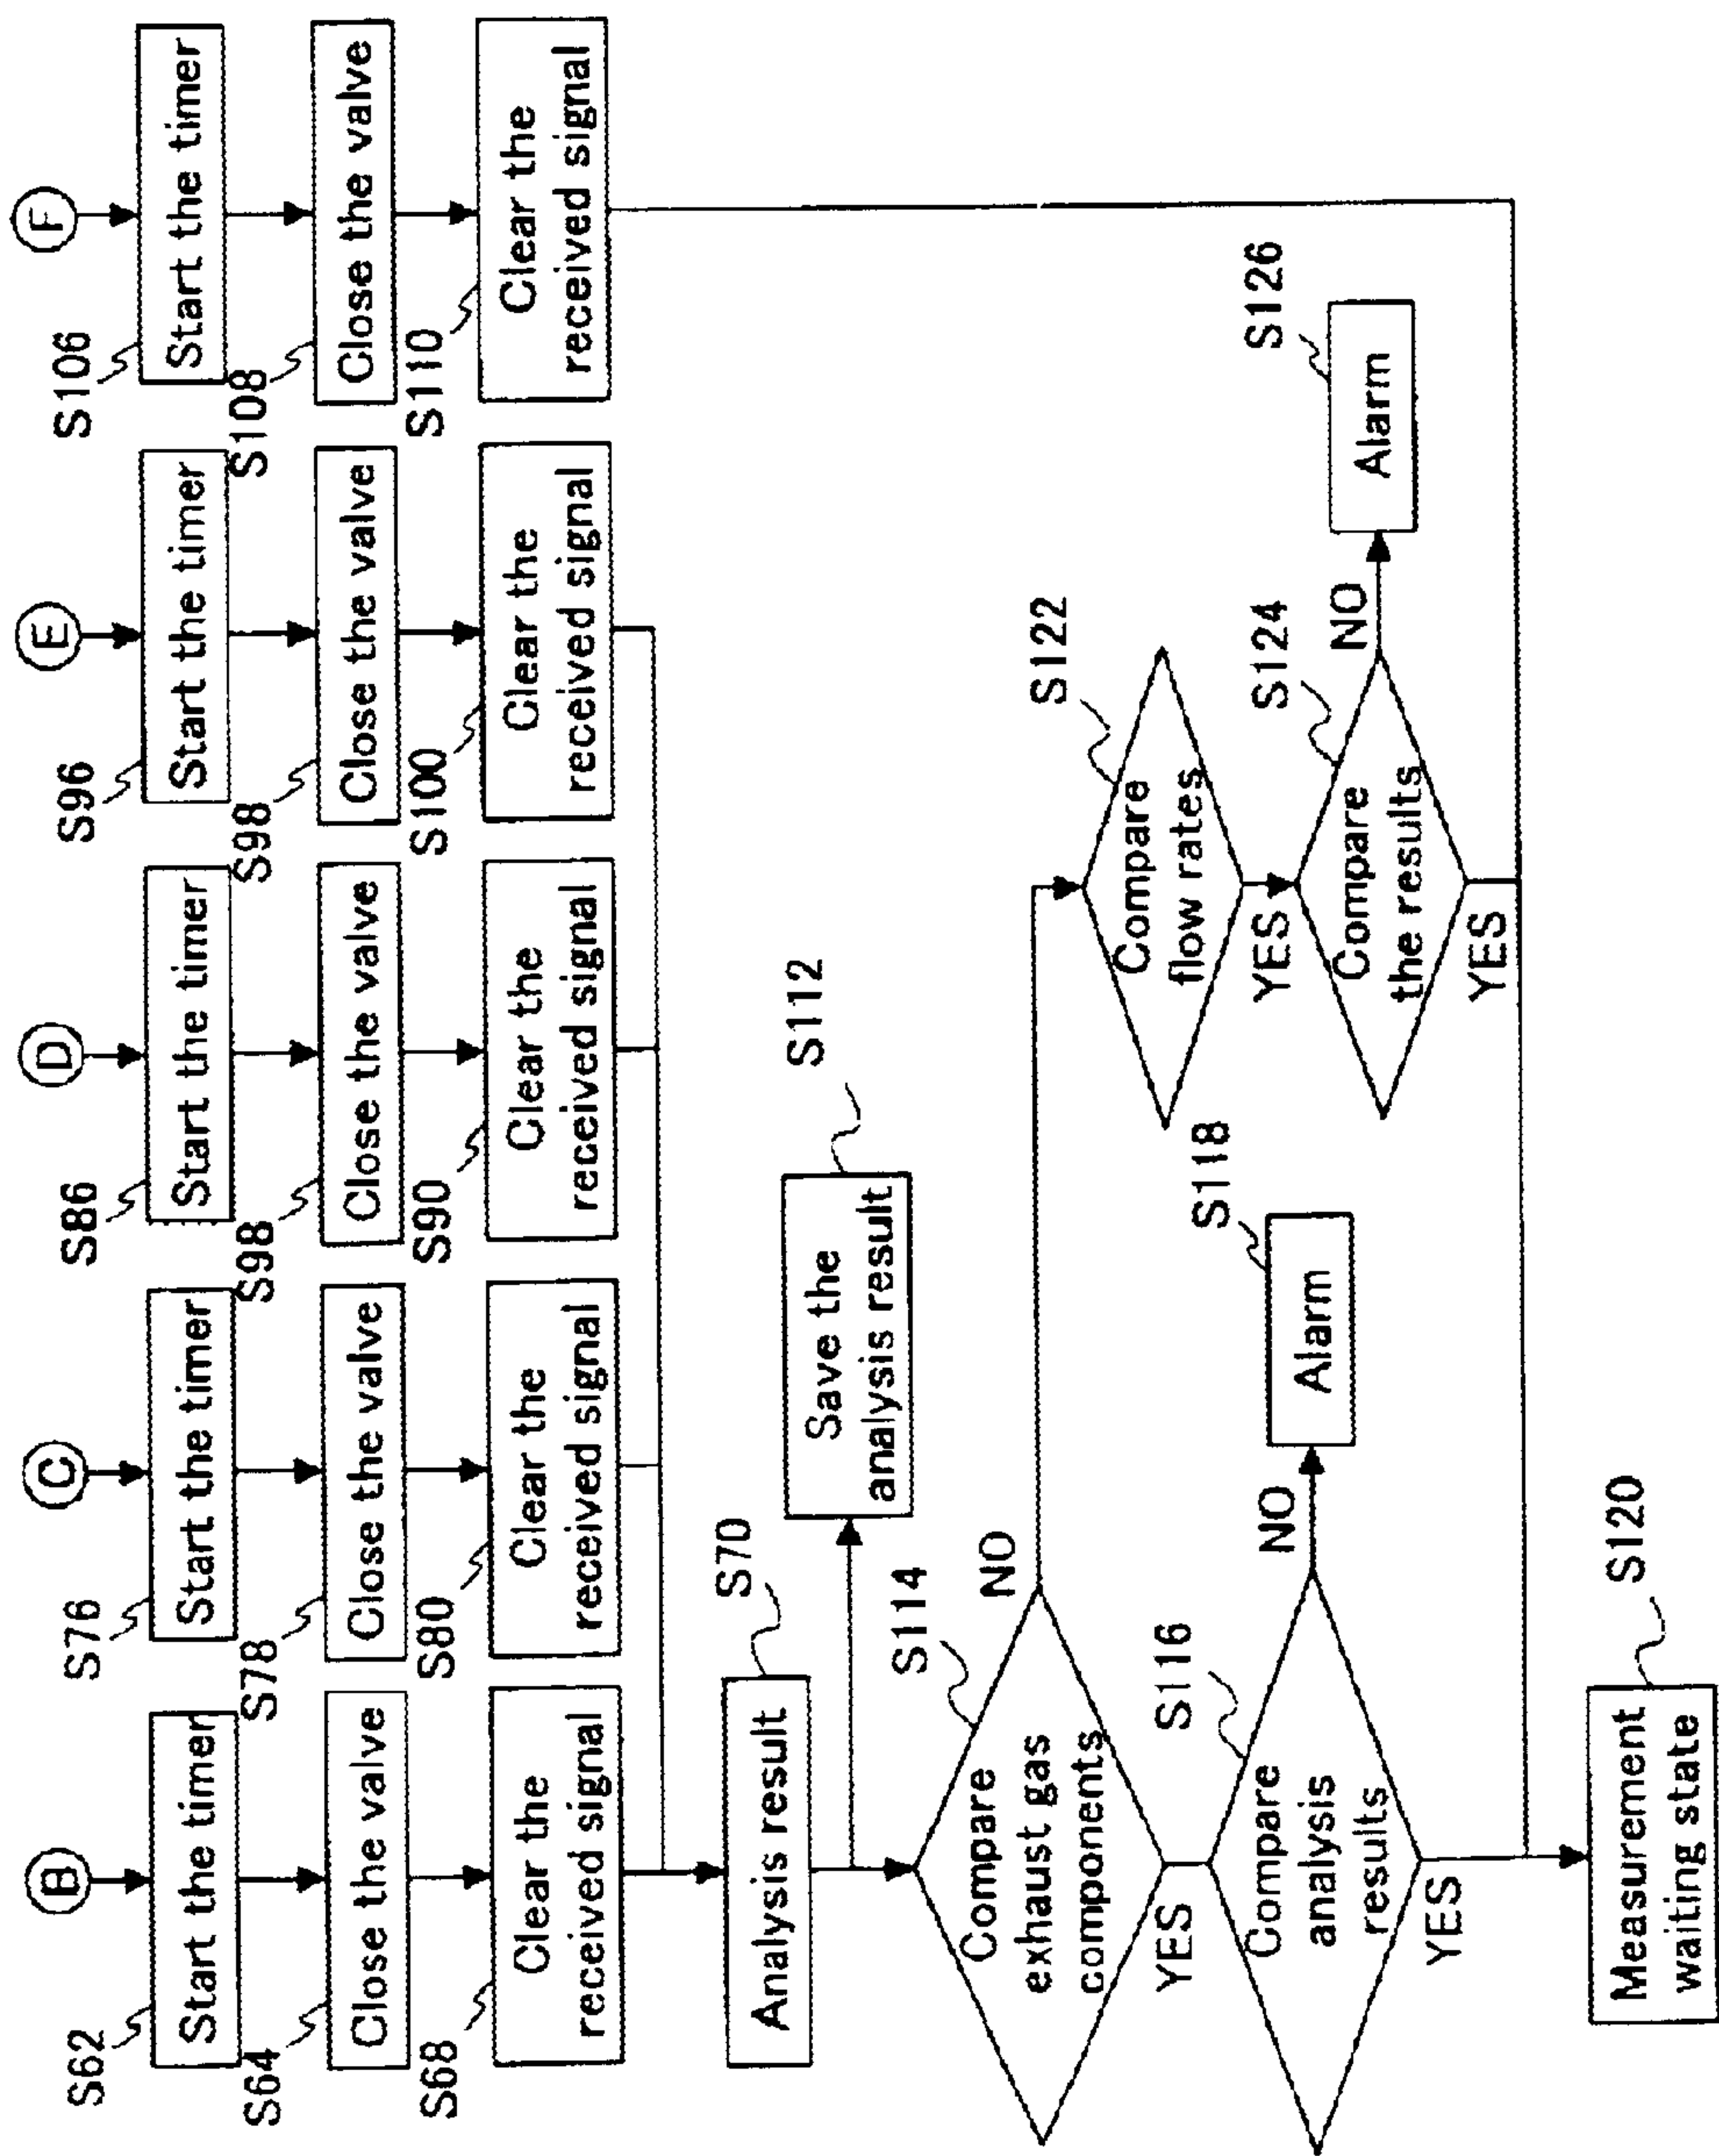 B
S62
Start the timer
S64
Close the valve
S68
Clear the
received signal
C
S76
Start the timer
S78
Close the valve
S80
Clear the
received signal
D
S86
Start the timer
S98
Close the valve
S90
Clear the
received signal
E
S96
Start the timer
S98
Close the valve
S100
Clear the
received signal
F
S106
Start the timer
S108
Close the valve
S110
Clear the
received signal
S70
Analysis result
Save the
analysis result
S112
S114
Compare
exhaust gas
components
NO
YES
S116
Compare
analysis
results
NO
YES
S118
Alarm
S122
Compare
flow rates
YES
S124
Compare
the results
NO
YES
S126
Alarm
Measurement
waiting state
S120